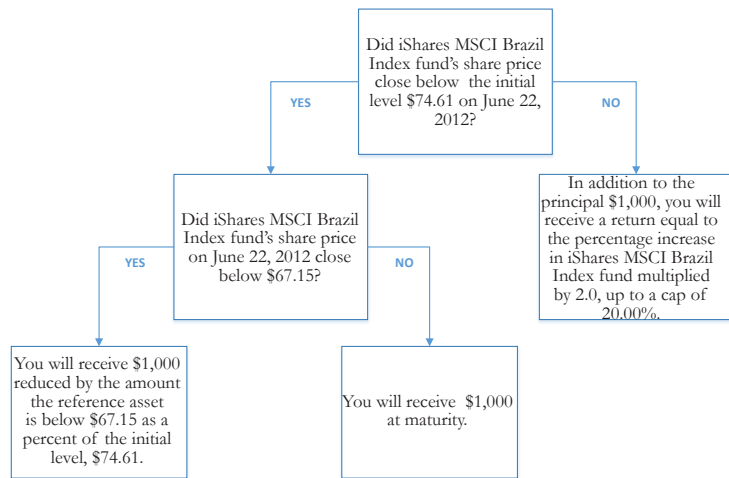 Did iShares MSCI Brazil
Index fund's share price
close below the initial
level $74.61 on June 22,
2012?
YES
NO
Did iShares MSCI Brazil
Index fund's share price
on June 22, 2012 close
below $67.15?
In addition to the
principal $1,000, you will
receive a return equal to
the percentage increase
in iShares MSCI Brazil
Index fund multiplied
by 2.0, up to a cap of
20.00%.
YES
NO
You will receive $1,000
reduced by the amount
the reference asset
is below $67.15 as a
percent of the initial
level, $74.61.
You will receive $1,000
at maturity.